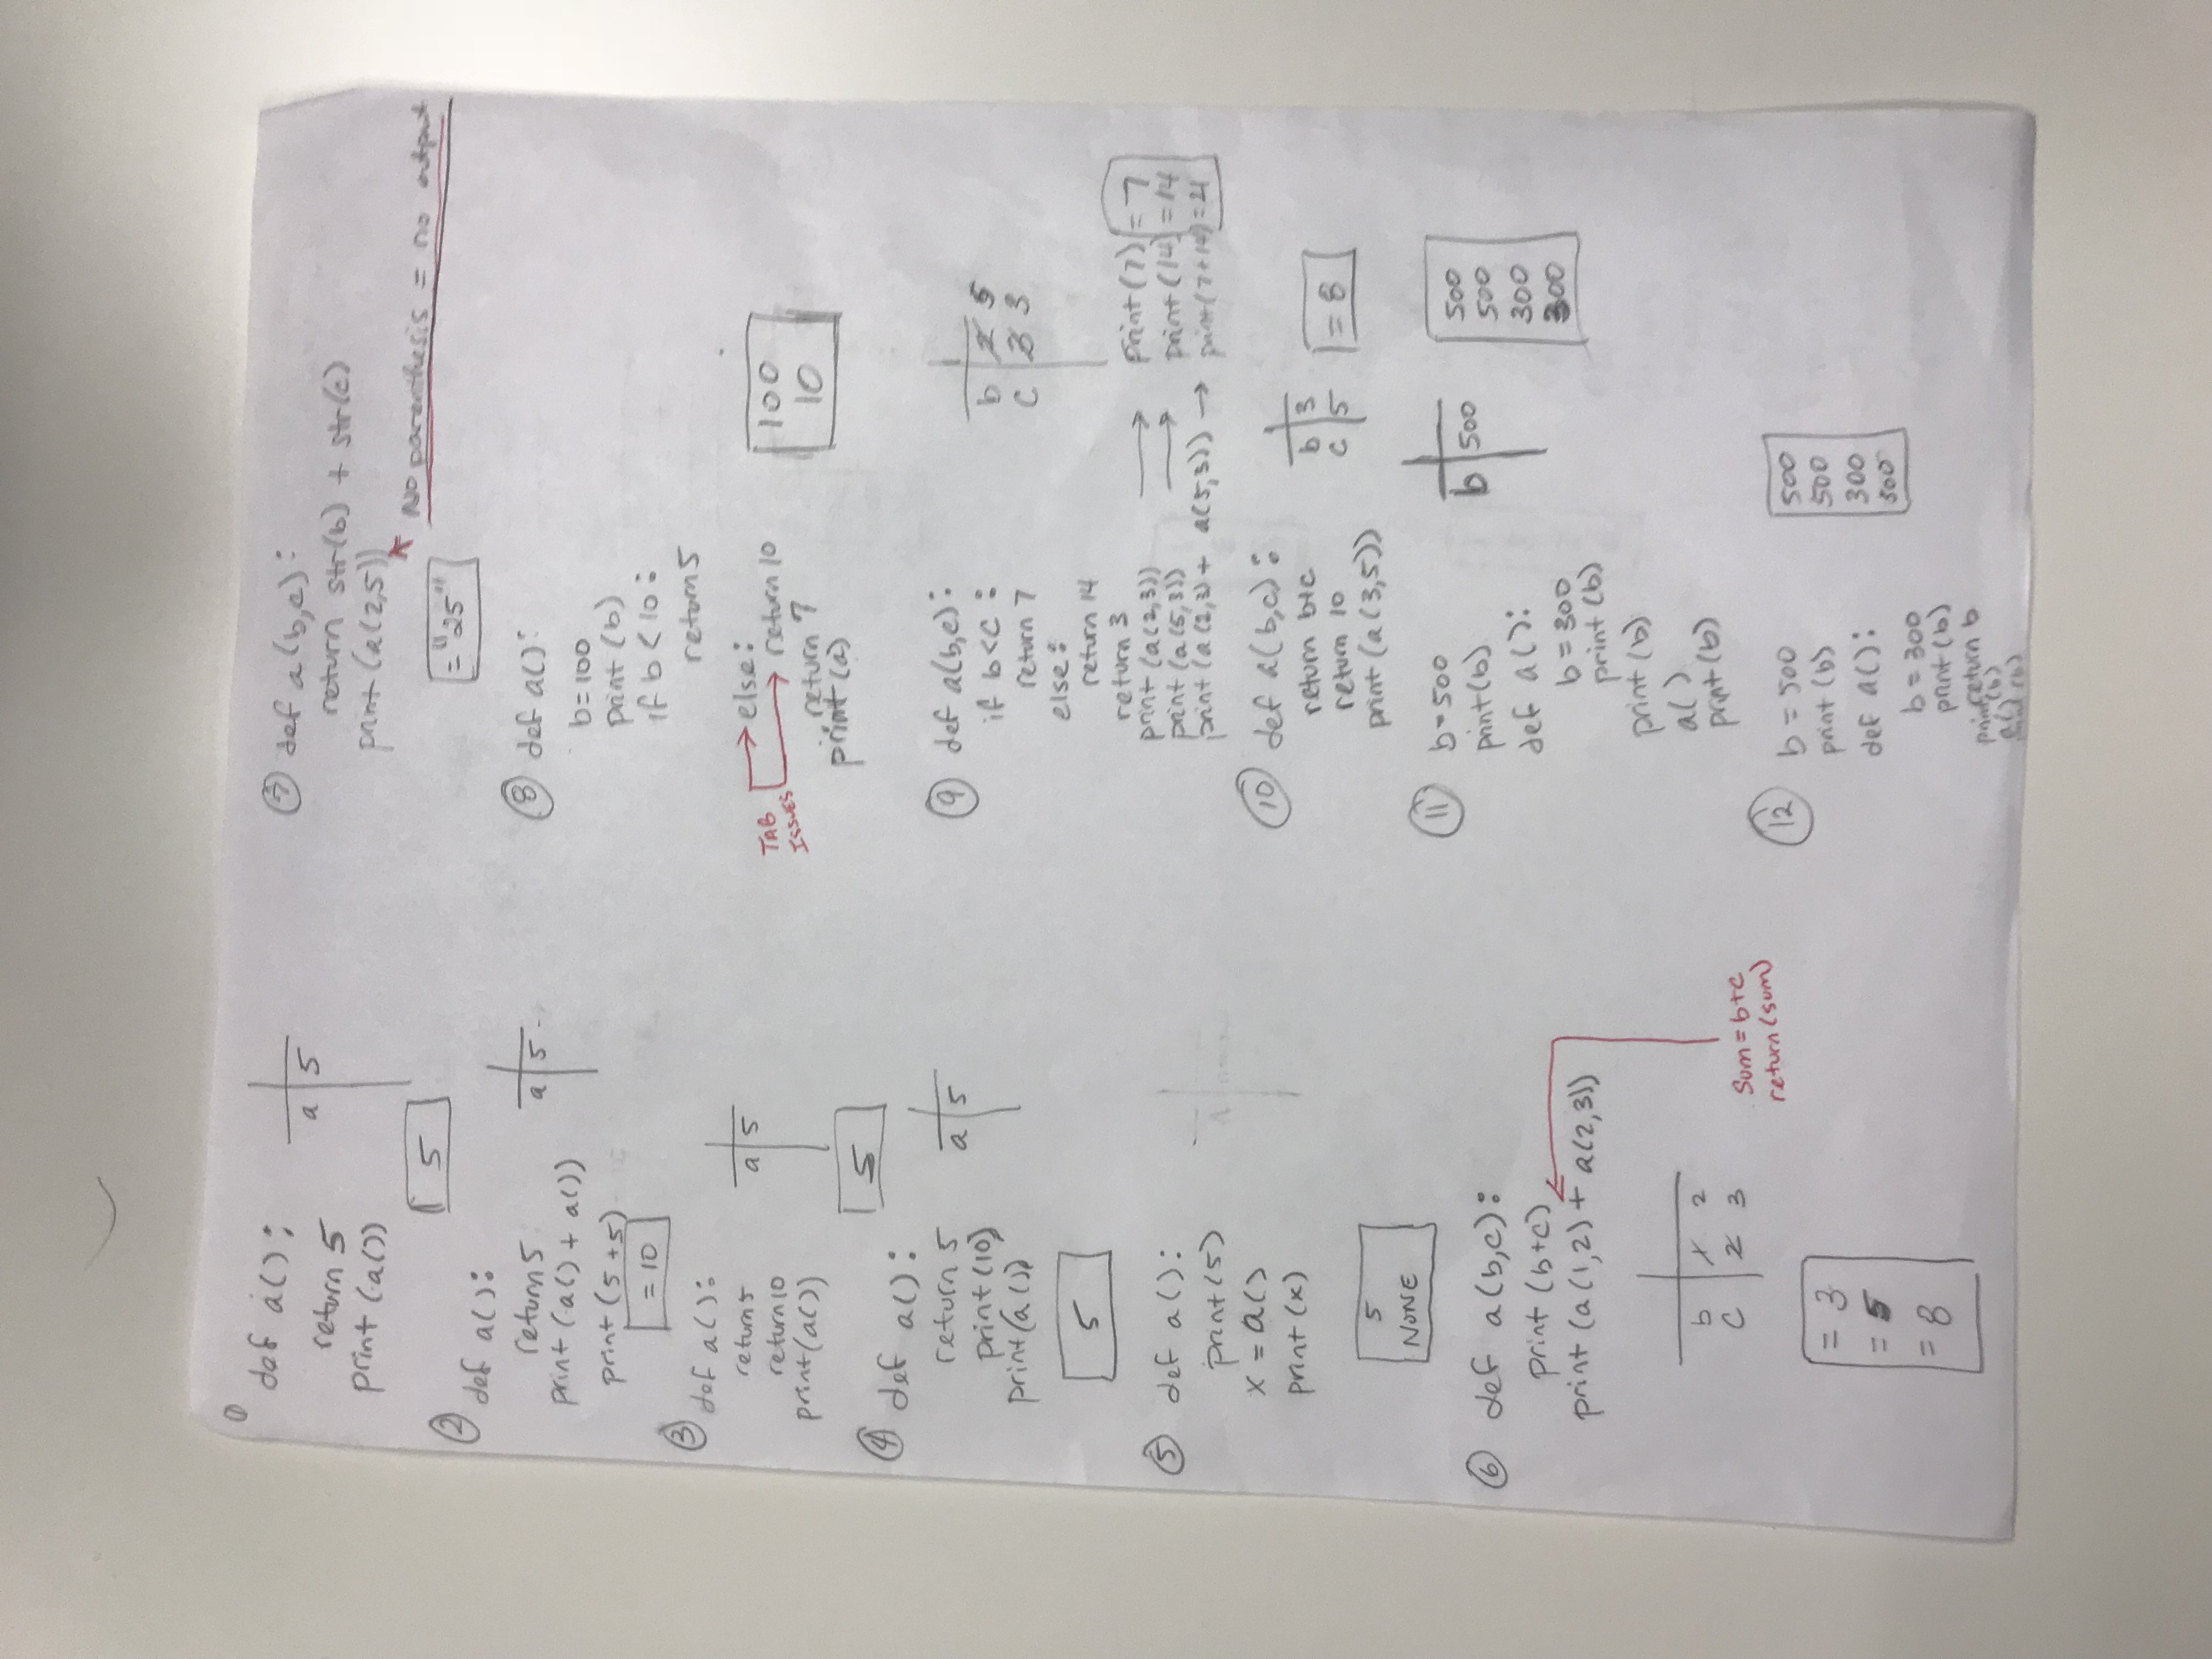 ①
def a():
return 5
print (a())
a 5
5
②
def a():
return 5
print (a() + a())
print (5 + 5)
= 10
a 5
③
def a():
return 5
return 10
print(a())
a 5
5
④
def a():
return 5
print (10)
print(a())
a 5
5
⑤
def a():
print (5)
x = a()
print (x)
5
NONE
⑥
def a(b,c):
print (b+c)
print (a(1,2) + a(2,3))
b 1 2
c 2 3
Sum = b+c
return (sum)
= 3
= 5
= 8
⑦ def a(b,c):
return str(b) + str(c)
print (a(2,5))
No parenthesis = no output
= "25"
⑧ def a():
b=100
print (b)
if b < 10:
return 5
else:
return 10
return 7
print (a)
TAB
ISSUES
100
10
⑨ def a(b,c):
if b<c :
return 7
else:
return 14
return 3
print (a(2,3))
print (a(5,3))
print (a(2,3) + a(5,3))
b 2 5
c 3 3
print (7) = 7
print (14) = 14
print (7+14) = 21
⑩ def a(b,c):
return b+c
return 10
print (a(3,5))
b 3
c 5
= 8
⑪ b=500
print(b)
def a():
b = 300
print (b)
print (b)
a()
print (b)
b 500
500
500
300
300
⑫ b = 500
print (b)
def a():
b = 300
print (b)
return b
print (b)
a()
print (b)
500
500
300